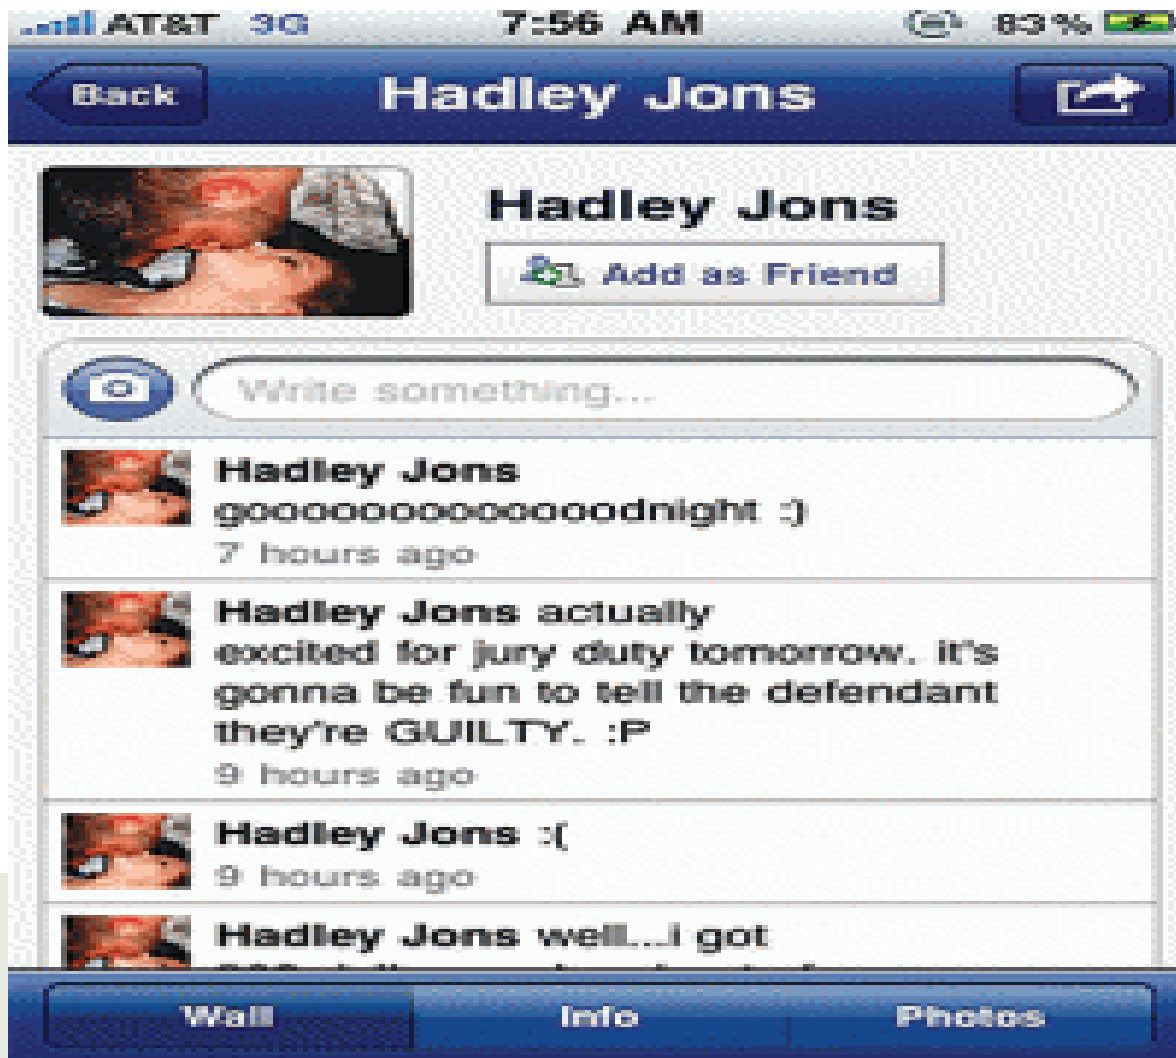 AT&T 3G 7:56 AM 83%
Back Hadley Jons
Hadley Jons
Add as Friend
Write something...
Hadley Jons
goooooooooooooodnight :)
7 hours ago
Hadley Jons actually
excited for jury duty tomorrow. it's
gonna be fun to tell the defendant
they're GUILTY. :P
9 hours ago
Hadley Jons :(
9 hours ago
Hadley Jons well...i got
Wall Info Photos